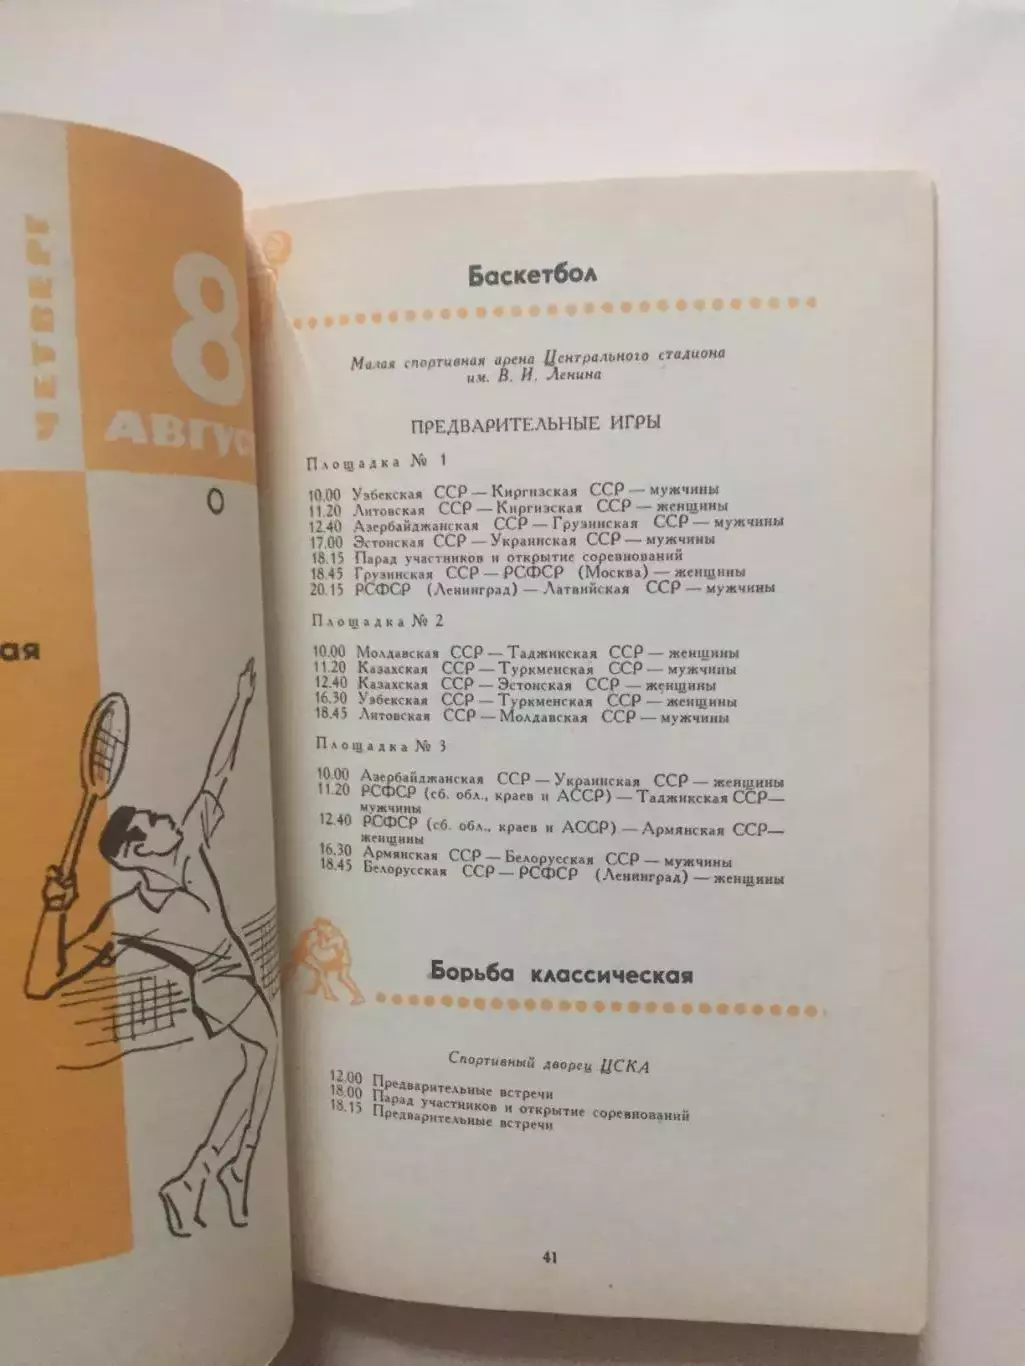 ЧЕТВЕРГ
8
АВГУС
О
ая
Баскетбол
Малая спортивная арена Центрального стадиона
им. В. И. Ленина
ПРЕДВАРИТЕЛЬНЫЕ ИГРЫ
Площадка № 1
10.00 Узбекская ССР — Киргизская ССР — мужчины
11.20 Литовская ССР — Киргизская ССР — женщины
12.40 Азербайджанская ССР — Грузинская ССР — мужчины
17.00 Эстонская ССР — Украинская ССР — мужчины
18.15 Парад участников и открытие соревнований
18.45 Грузинская ССР — РСФСР (Москва) — женщины
20.15 РСФСР (Ленинград) — Латвийская ССР — мужчины
Площадка № 2
10.00 Молдавская ССР — Таджикская ССР — женщины
11.20 Казахская ССР — Туркменская ССР — мужчины
12.40 Казахская ССР — Эстонская ССР — женщины
16.30 Узбекская ССР — Туркменская ССР — женщины
18.45 Литовская ССР — Молдавская ССР — мужчины
Площадка № 3
10.00 Азербайджанская ССР — Украинская ССР — женщины
11.20 РСФСР (сб. обл., краев и АССР) — Таджикская ССР —
мужчины
12.40 РСФСР (сб. обл., краев и АССР) — Армянская ССР —
женщины
16.30 Армянская ССР — Белорусская ССР — мужчины
18.45 Белорусская ССР — РСФСР (Ленинград) — женщины
Борьба классическая
Спортивный дворец ЦСКА
12.00 Предварительные встречи
18.00 Парад участников и открытие соревнований
18.15 Предварительные встречи
41